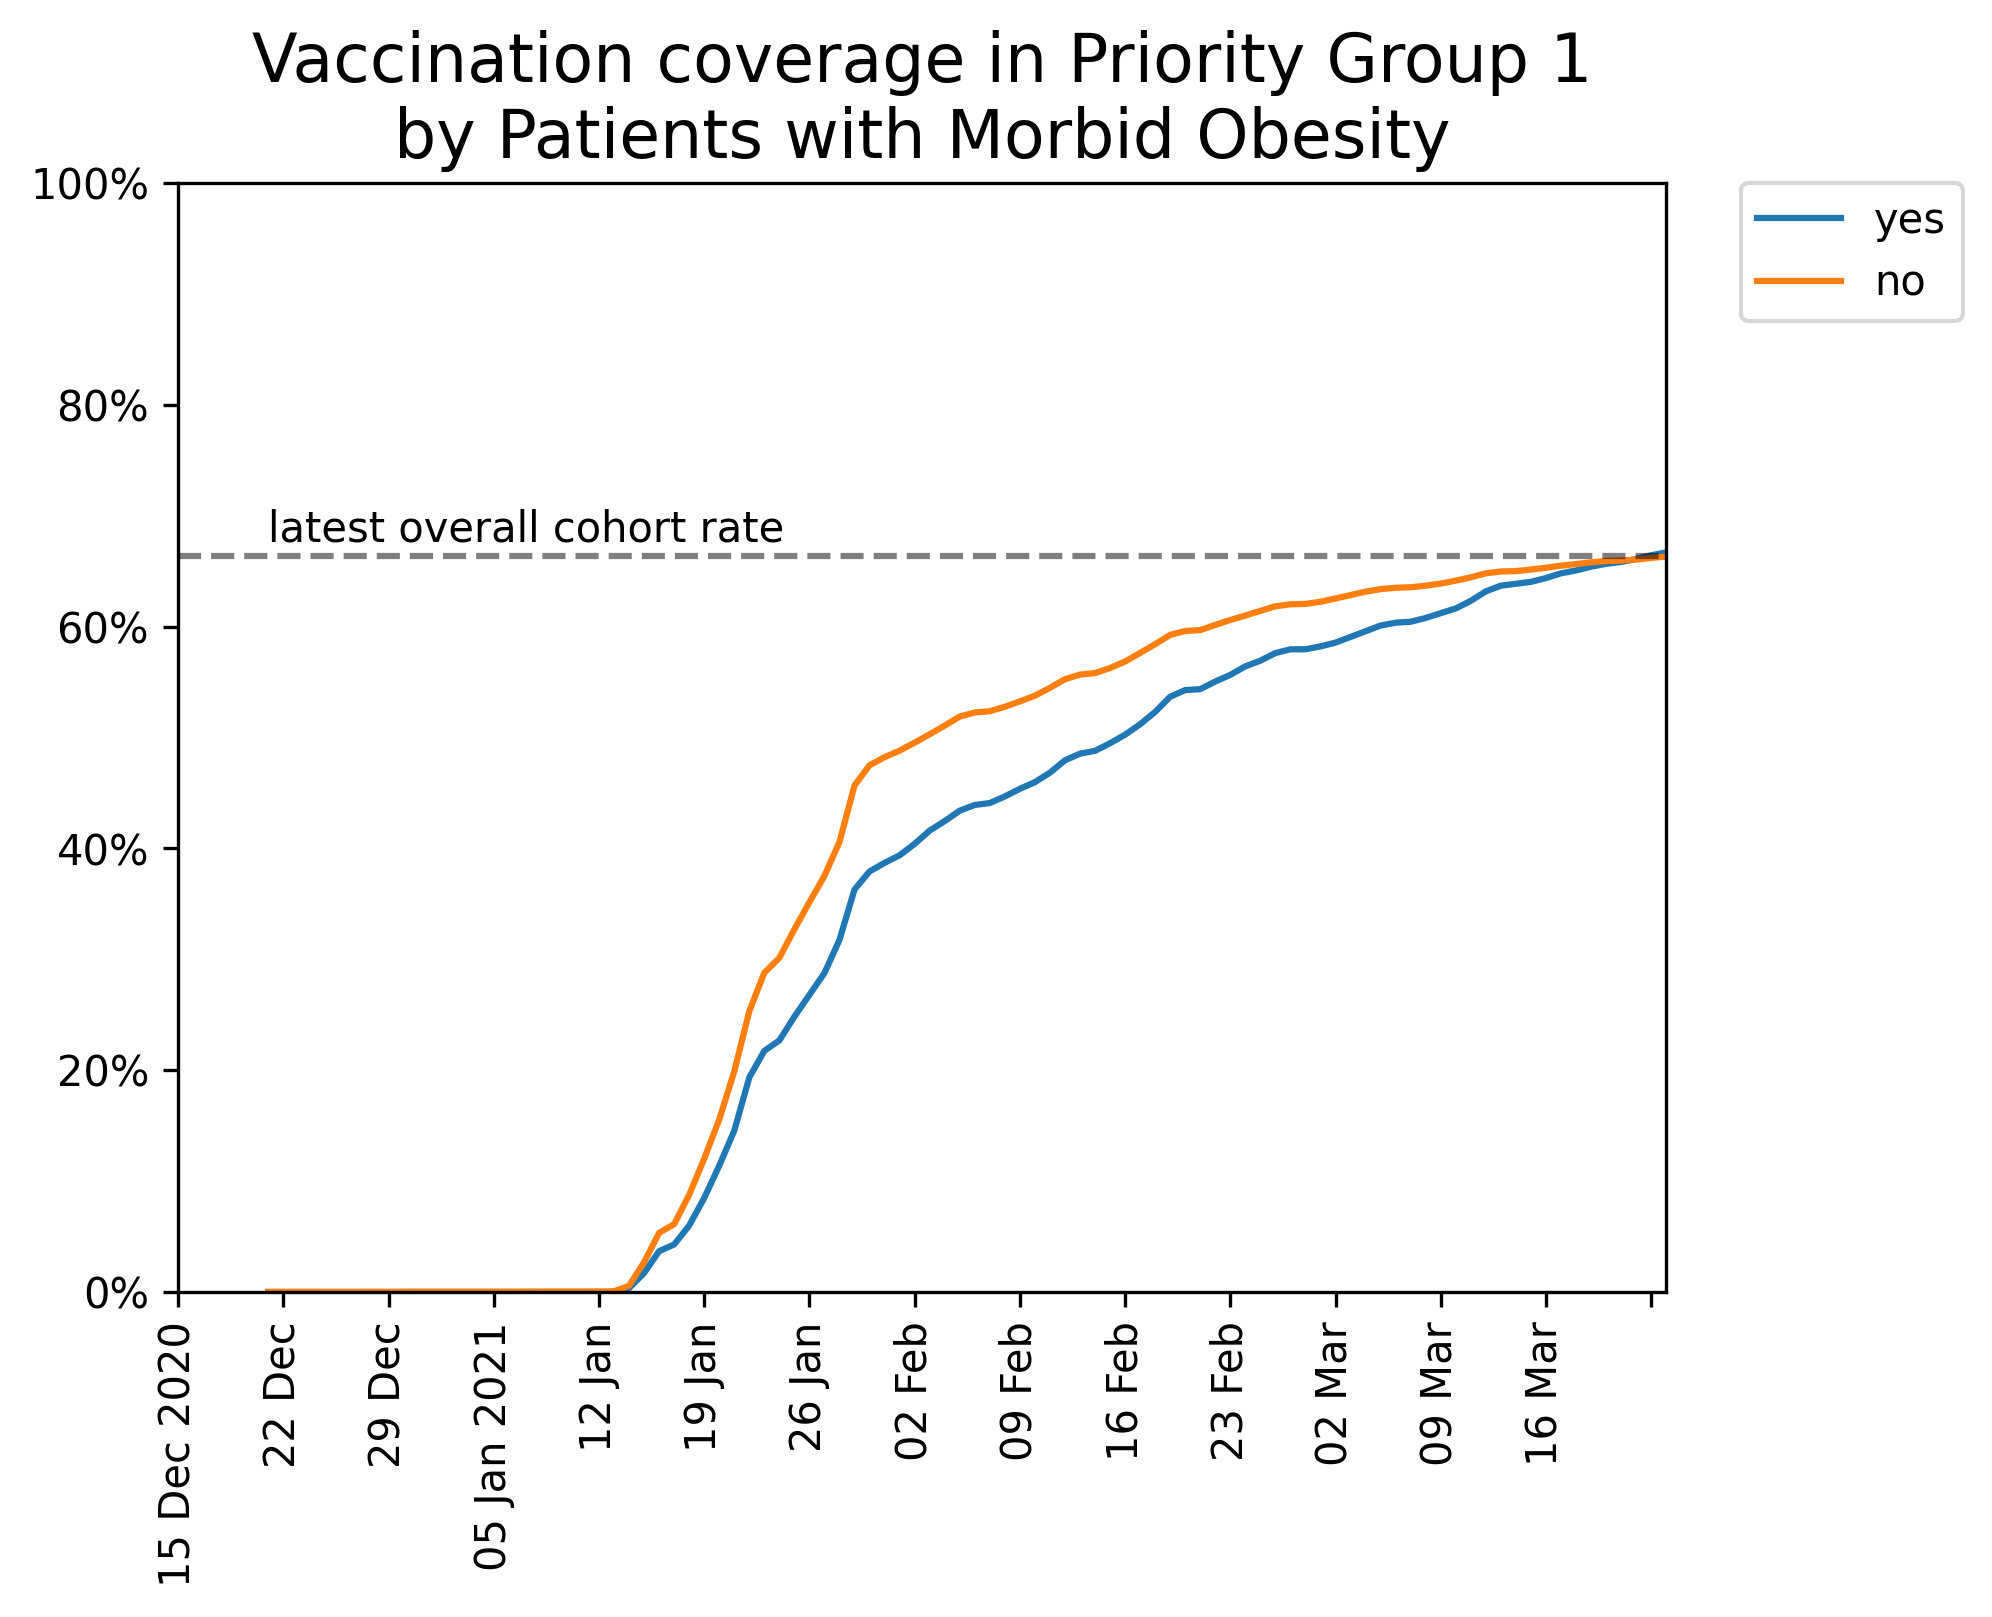 Vaccination coverage in Priority Group 1
by Patients with Morbid Obesity
100%
80%
60%
40%
20%
0%
latest overall cohort rate
yes
no
15 Dec 2020
22 Dec
29 Dec
05 Jan 2021
12 Jan
19 Jan
26 Jan
02 Feb
09 Feb
16 Feb
23 Feb
02 Mar
09 Mar
16 Mar